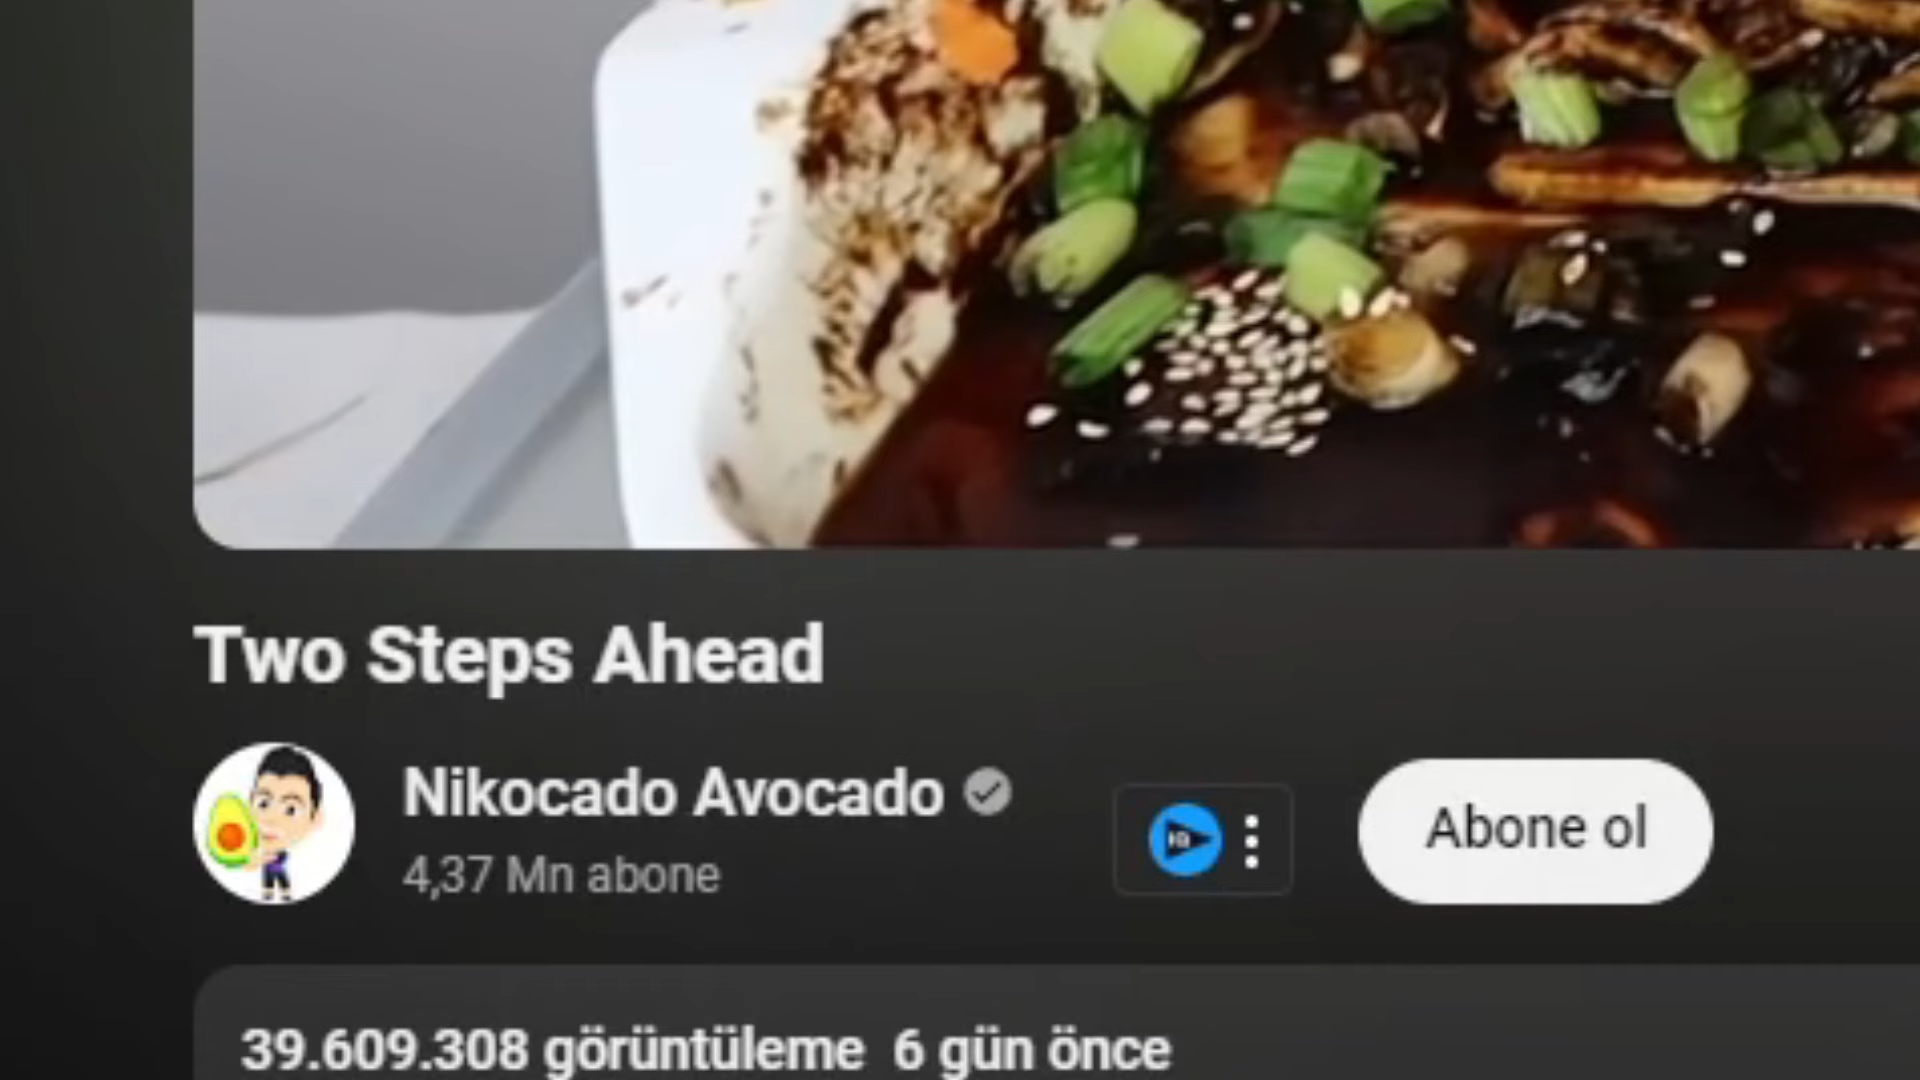 Two Steps Ahead
Nikocado Avocado
4,37 Mn abone
Abone ol
39.609.308 görüntüleme 6 gün önce